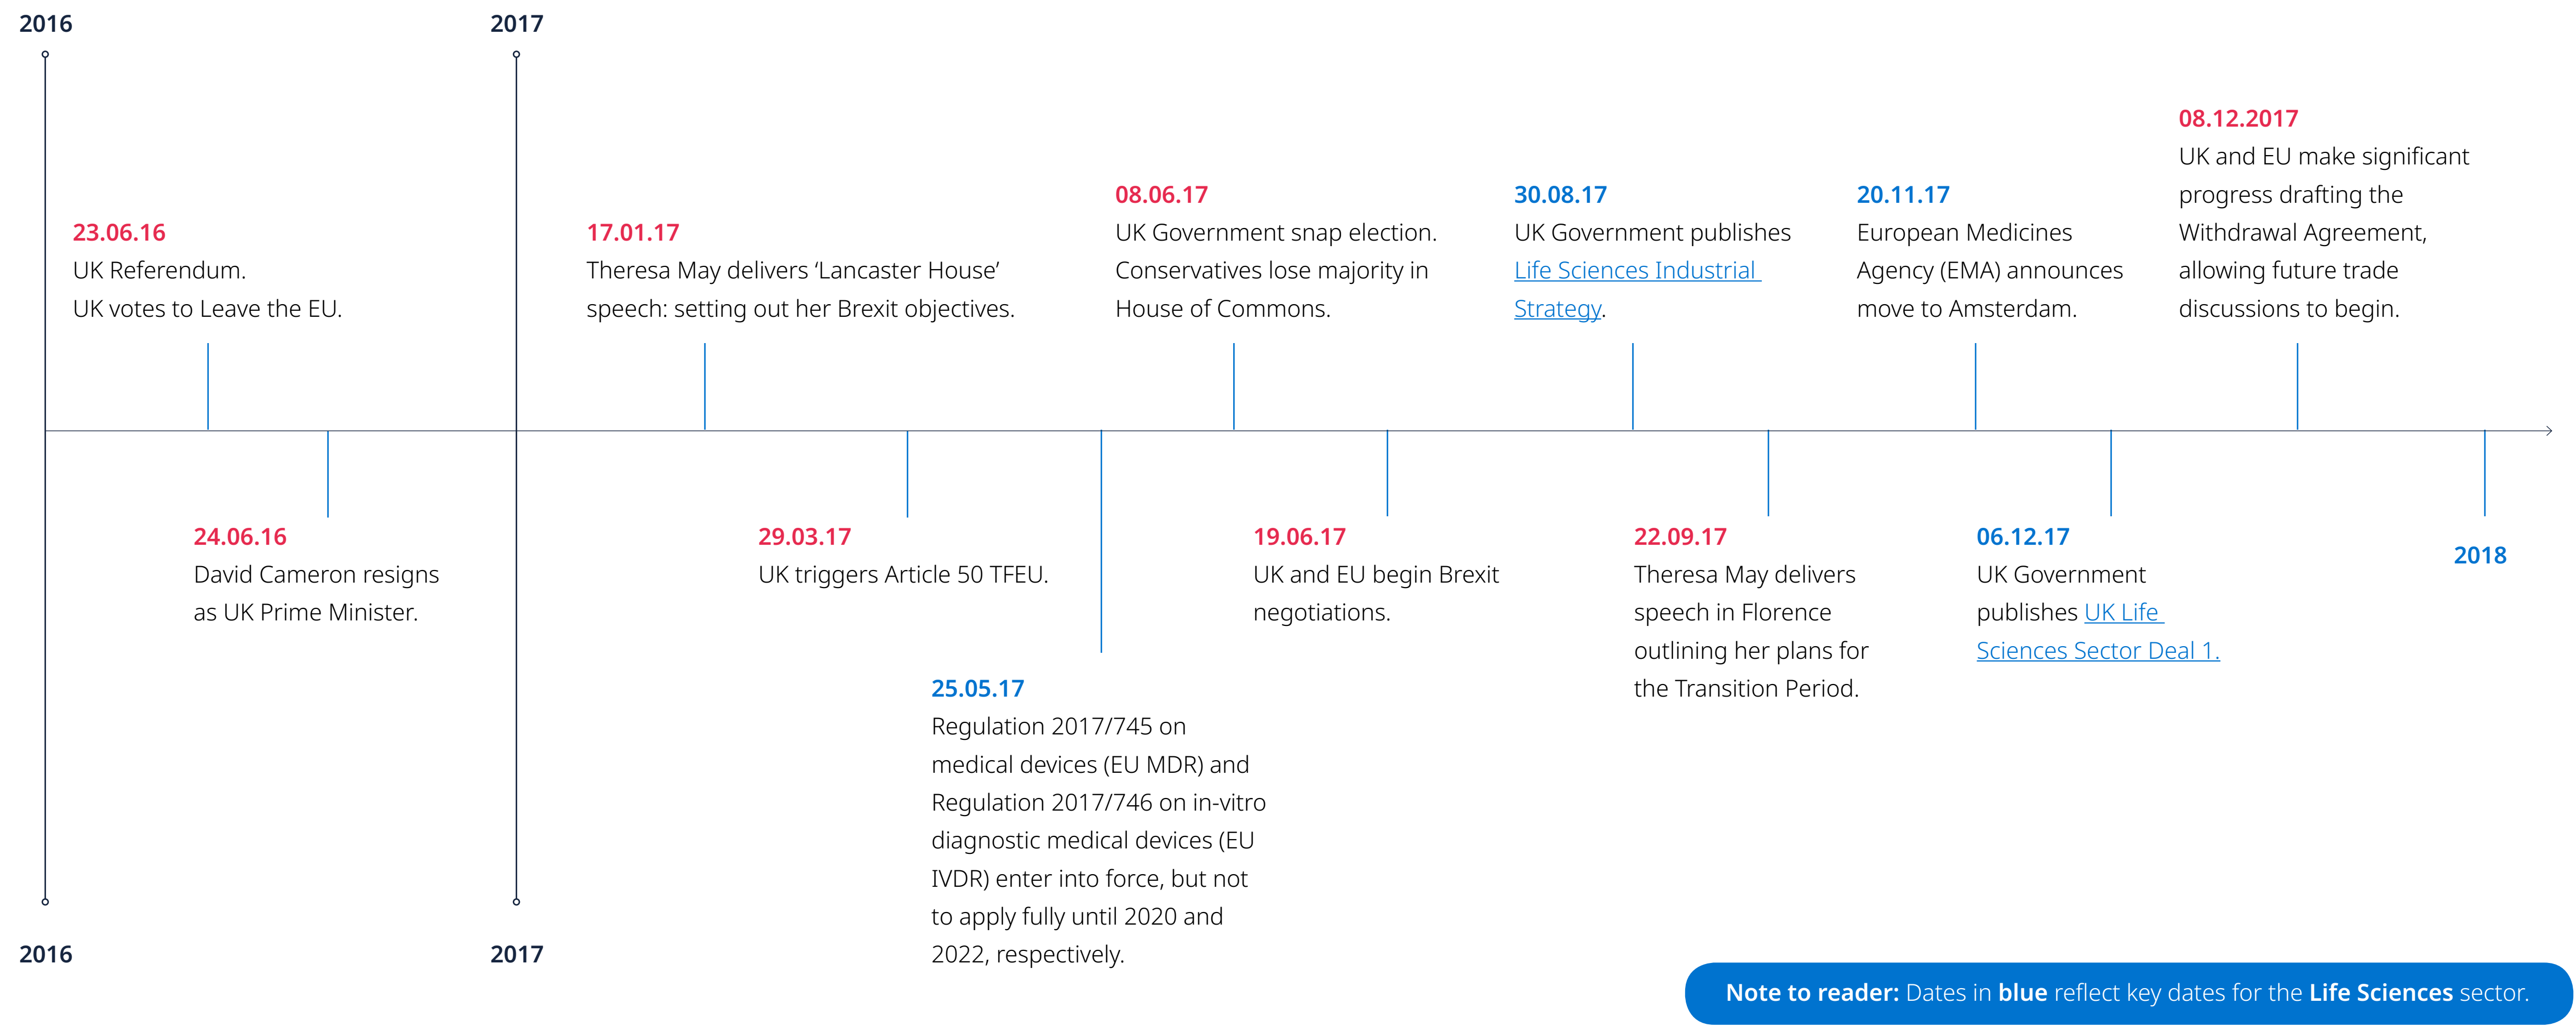 2016
2017
23.06.16
UK Referendum.
UK votes to Leave the EU.
24.06.16
David Cameron resigns
as UK Prime Minister.
17.01.17
Theresa May delivers ‘Lancaster House’
speech: setting out her Brexit objectives.
29.03.17
UK triggers Article 50 TFEU.
25.05.17
Regulation 2017/745 on
medical devices (EU MDR) and
Regulation 2017/746 on in-vitro
diagnostic medical devices (EU
IVDR) enter into force, but not
to apply fully until 2020 and
2022, respectively.
08.06.17
UK Government snap election.
Conservatives lose majority in
House of Commons.
19.06.17
UK and EU begin Brexit
negotiations.
30.08.17
UK Government publishes
Life Sciences Industrial
Strategy.
22.09.17
Theresa May delivers
speech in Florence
outlining her plans for
the Transition Period.
20.11.17
European Medicines
Agency (EMA) announces
move to Amsterdam.
06.12.17
UK Government
publishes UK Life
Sciences Sector Deal 1.
08.12.2017
UK and EU make significant
progress drafting the
Withdrawal Agreement,
allowing future trade
discussions to begin.
2018
2016
2017
Note to reader: Dates in blue reflect key dates for the Life Sciences sector.